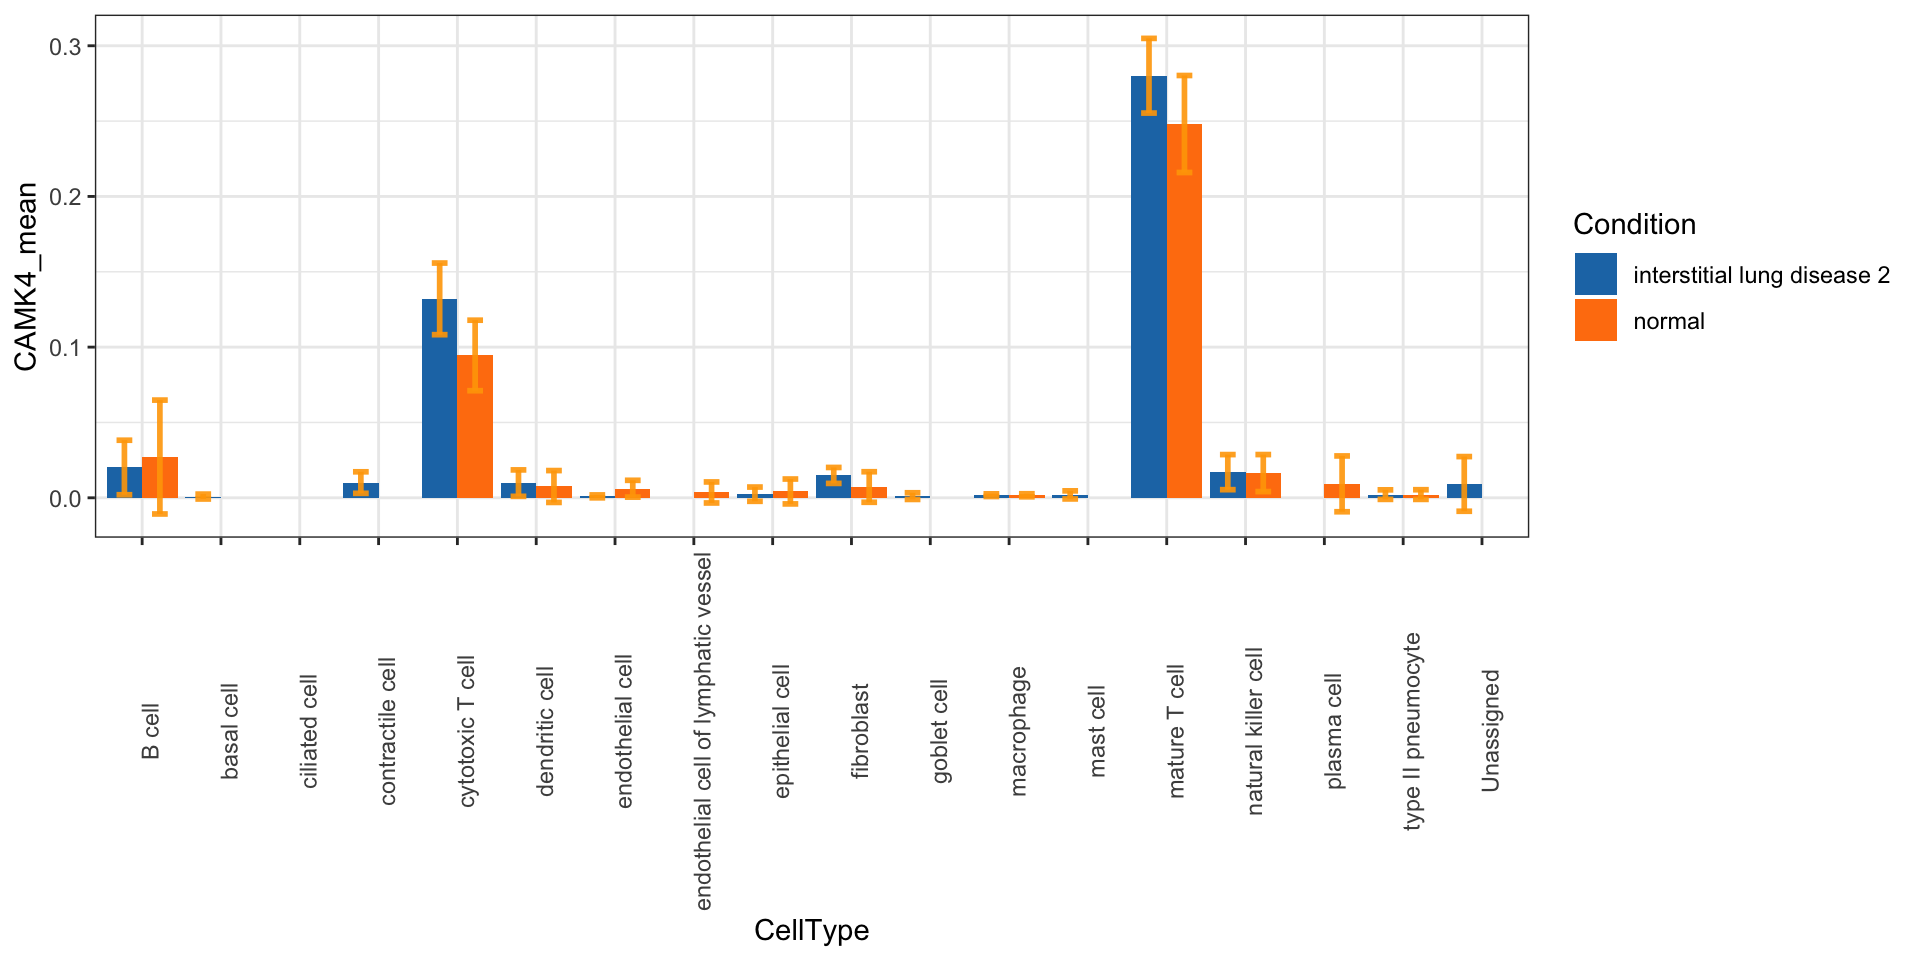 CAMK4_mean
0.3
0.2
0.1
0.0
B cell
basal cell
ciliated cell
contractile cell
cytotoxic T cell
dendritic cell
endothelial cell
endothelial cell of lymphatic vessel
epithelial cell
fibroblast
goblet cell
macrophage
mast cell
mature T cell
natural killer cell
plasma cell
type II pneumocyte
Unassigned
CellType
Condition
interstitial lung disease 2
normal